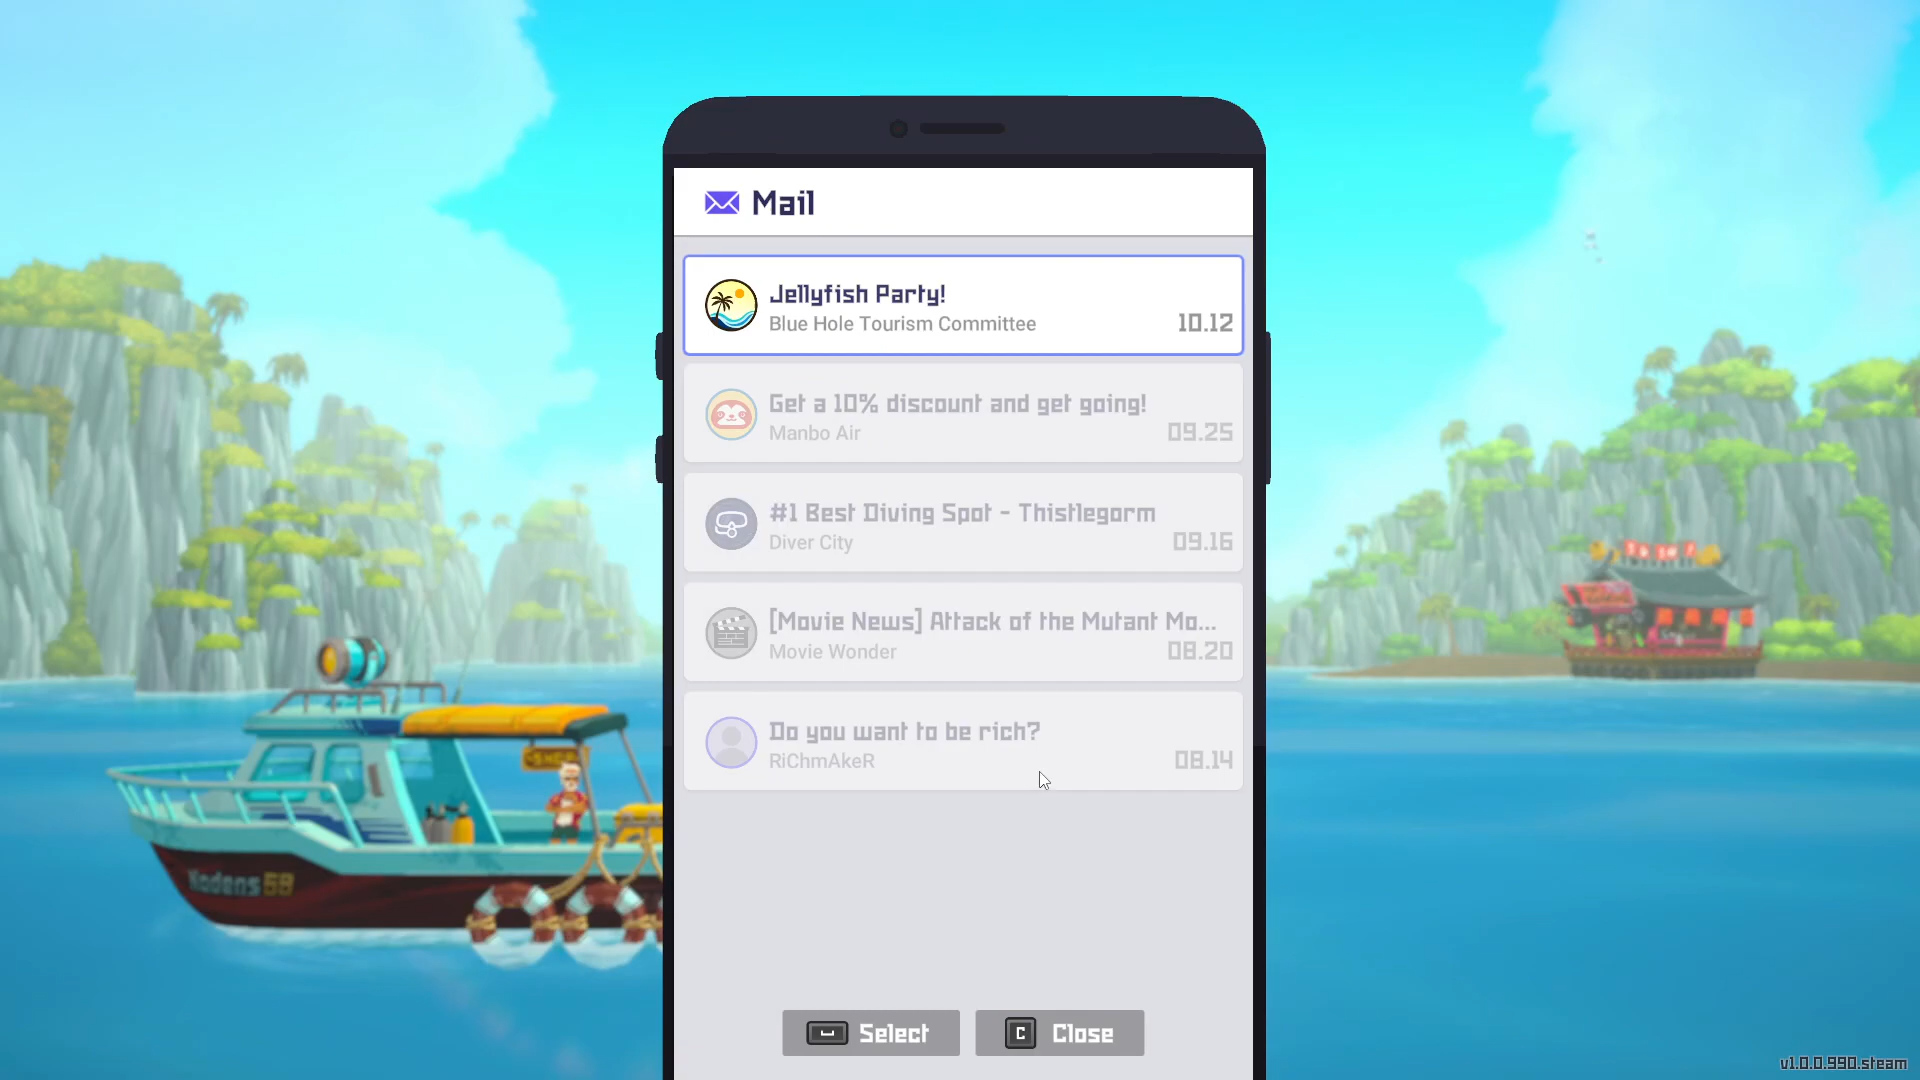 Mail
Jellyfish Party!
Blue Hole Tourism Committee
10.12
Get a 10% discount and get going!
Manbo Air
09.25
#1 Best Diving Spot - Thistlegorm
Diver City
09.16
[Movie News] Attack of the Mutant Mo...
Movie Wonder
08.20
Do you want to be rich?
RiChmAkeR
08.14
Nodens68
Select
C Close
v1.0.0.990.steam